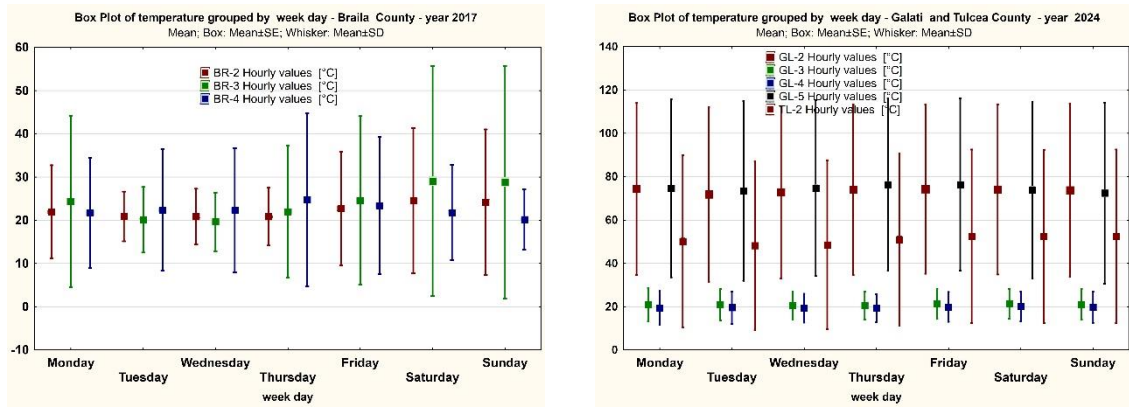 Box Plot of temperature grouped by  week day - Braila  County - year 2017
Mean; Box: Mean±SE; Whisker: Mean±SD
60
50
40
30
20
10
0
-10
BR-2 Hourly values  [°C]
BR-3 Hourly values  [°C]
BR-4 Hourly values  [°C]
Monday
Tuesday
Wednesday
Thursday
Friday
Saturday
Sunday
week day
Box Plot of temperature grouped by  week day - Galati  and Tulcea County  - year  2024
Mean; Box: Mean±SE; Whisker: Mean±SD
140
120
100
80
60
40
20
0
GL-2 Hourly values  [°C]
GL-3 Hourly values  [°C]
GL-4 Hourly values  [°C]
GL-5 Hourly values  [°C]
TL-2 Hourly values  [°C]
Monday
Tuesday
Wednesday
Thursday
Friday
Saturday
Sunday
week day